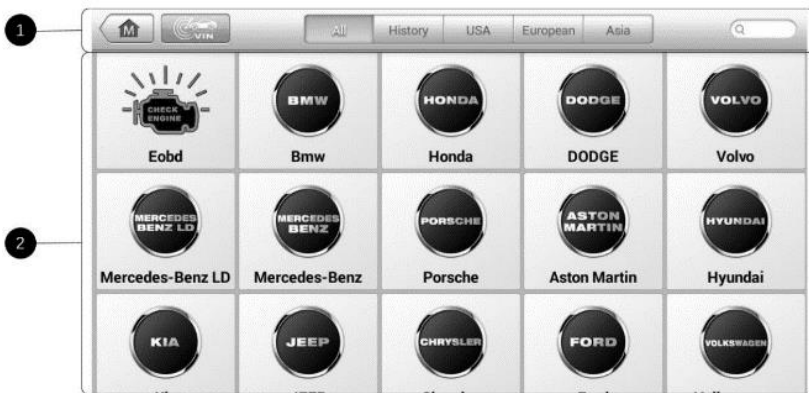 1
M
VIN
All History USA European Asia
2
CHECK
ENGINE
Eobd
BMW
Bmw
HONDA
Honda
DODGE
DODGE
VOLVO
Volvo
MERCEDES
BENZ LD
Mercedes-Benz LD
MERCEDES
BENZ
Mercedes-Benz
PORSCHE
Porsche
ASTON
MARTIN
Aston Martin
HYUNDAI
Hyundai
KIA
JEEP
CHRYSLER
FORD
VOLKSWAGEN